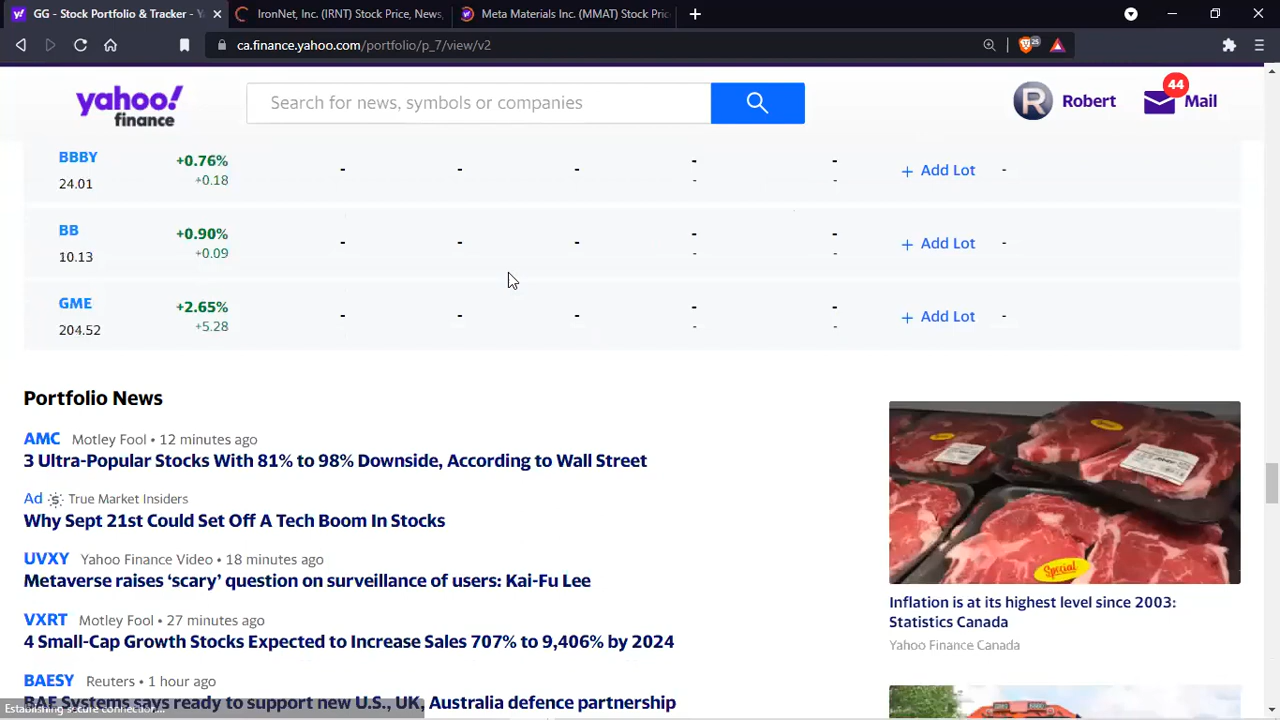 GG - Stock Portfolio & Tracker - Y
IronNet, Inc. (IRNT) Stock Price, News,
Meta Materials Inc. (MMAT) Stock Pric
ca.finance.yahoo.com/portfolio/p_7/view/v2
25
yahoo!
finance
Search for news, symbols or companies
R
Robert
44
Mail
BBBY +0.76% - - - - - + Add Lot -
24.01 +0.18 - -
BB +0.90% - - - - - + Add Lot -
10.13 +0.09 - -
GME +2.65% - - - - - + Add Lot -
204.52 +5.28 - -
Portfolio News
AMC Motley Fool • 12 minutes ago
3 Ultra-Popular Stocks With 81% to 98% Downside, According to Wall Street
Ad True Market Insiders
Why Sept 21st Could Set Off A Tech Boom In Stocks
UVXY Yahoo Finance Video • 18 minutes ago
Metaverse raises ‘scary’ question on surveillance of users: Kai-Fu Lee
VXRT Motley Fool • 27 minutes ago
4 Small-Cap Growth Stocks Expected to Increase Sales 707% to 9,406% by 2024
BAESY Reuters • 1 hour ago
BAE Systems says ready to support new U.S., UK, Australia defence partnership
Establishing secure connection...
Special
Inflation is at its highest level since 2003:
Statistics Canada
Yahoo Finance Canada